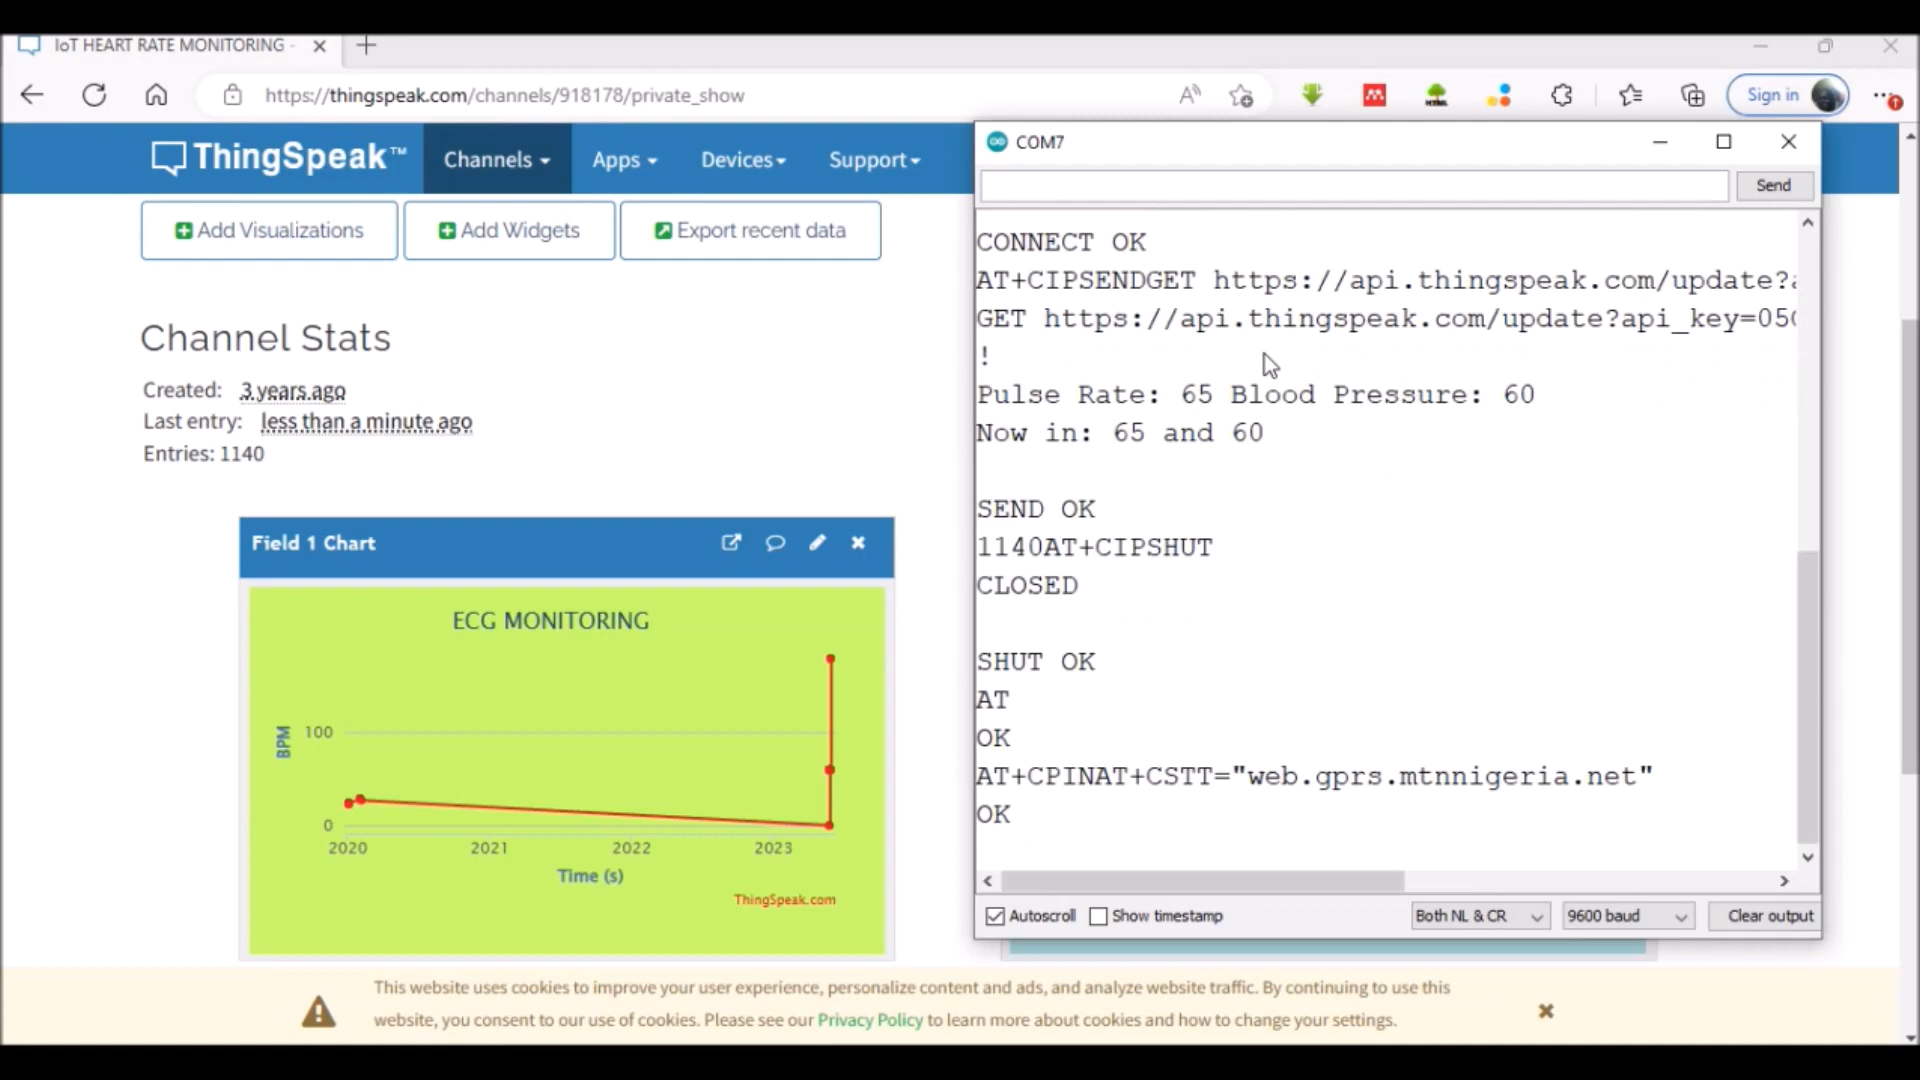 IoT HEART RATE MONITORING -
https://thingspeak.com/channels/918178/private_show
Sign in
ThingSpeak™
Channels
Apps
Devices
Support
Add Visualizations
Add Widgets
Export recent data
Channel Stats
Created: 3 years ago
Last entry: less than a minute ago
Entries: 1140
Field 1 Chart
ECG MONITORING
BPM
100
0
2020 2021 2022 2023
Time (s)
ThingSpeak.com
COM7
Send
CONNECT OK
AT+CIPSENDGET https://api.thingspeak.com/update?
GET https://api.thingspeak.com/update?api_key=05
!
Pulse Rate: 65 Blood Pressure: 60
Now in: 65 and 60
SEND OK
1140AT+CIPSHUT
CLOSED
SHUT OK
AT
OK
AT+CPINAT+CSTT="web.gprs.mtnnigeria.net"
OK
Autoscroll
Show timestamp
Both NL & CR
9600 baud
Clear output
This website uses cookies to improve your user experience, personalize content and ads, and analyze website traffic. By continuing to use this
website, you consent to our use of cookies. Please see our Privacy Policy to learn more about cookies and how to change your settings.